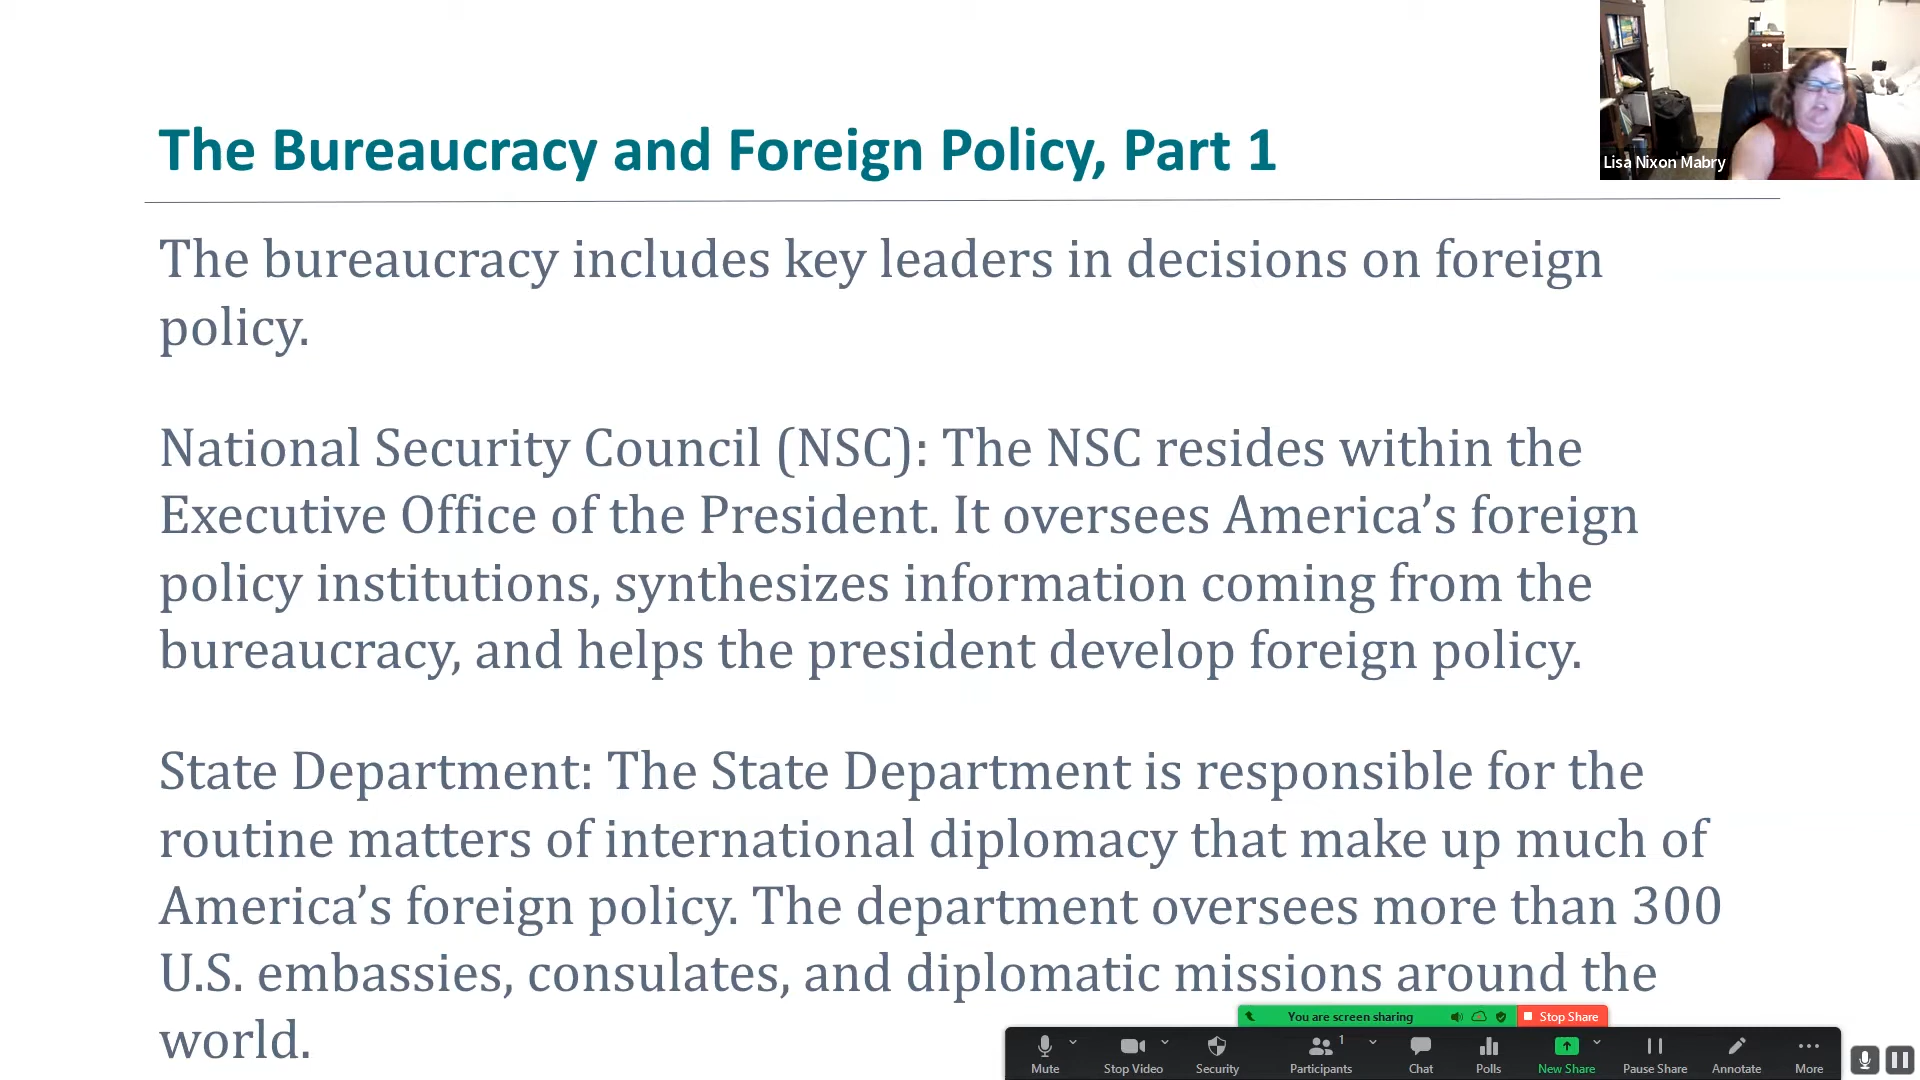 The Bureaucracy and Foreign Policy, Part 1
Lisa Nixon Mabry
The bureaucracy includes key leaders in decisions on foreign
policy.
National Security Council (NSC): The NSC resides within the
Executive Office of the President. It oversees America’s foreign
policy institutions, synthesizes information coming from the
bureaucracy, and helps the president develop foreign policy.
State Department: The State Department is responsible for the
routine matters of international diplomacy that make up much of
America’s foreign policy. The department oversees more than 300
U.S. embassies, consulates, and diplomatic missions around the
world.
You are screen sharing Stop Share
1
Mute Stop Video Security Participants Chat Polls New Share Pause Share Annotate More